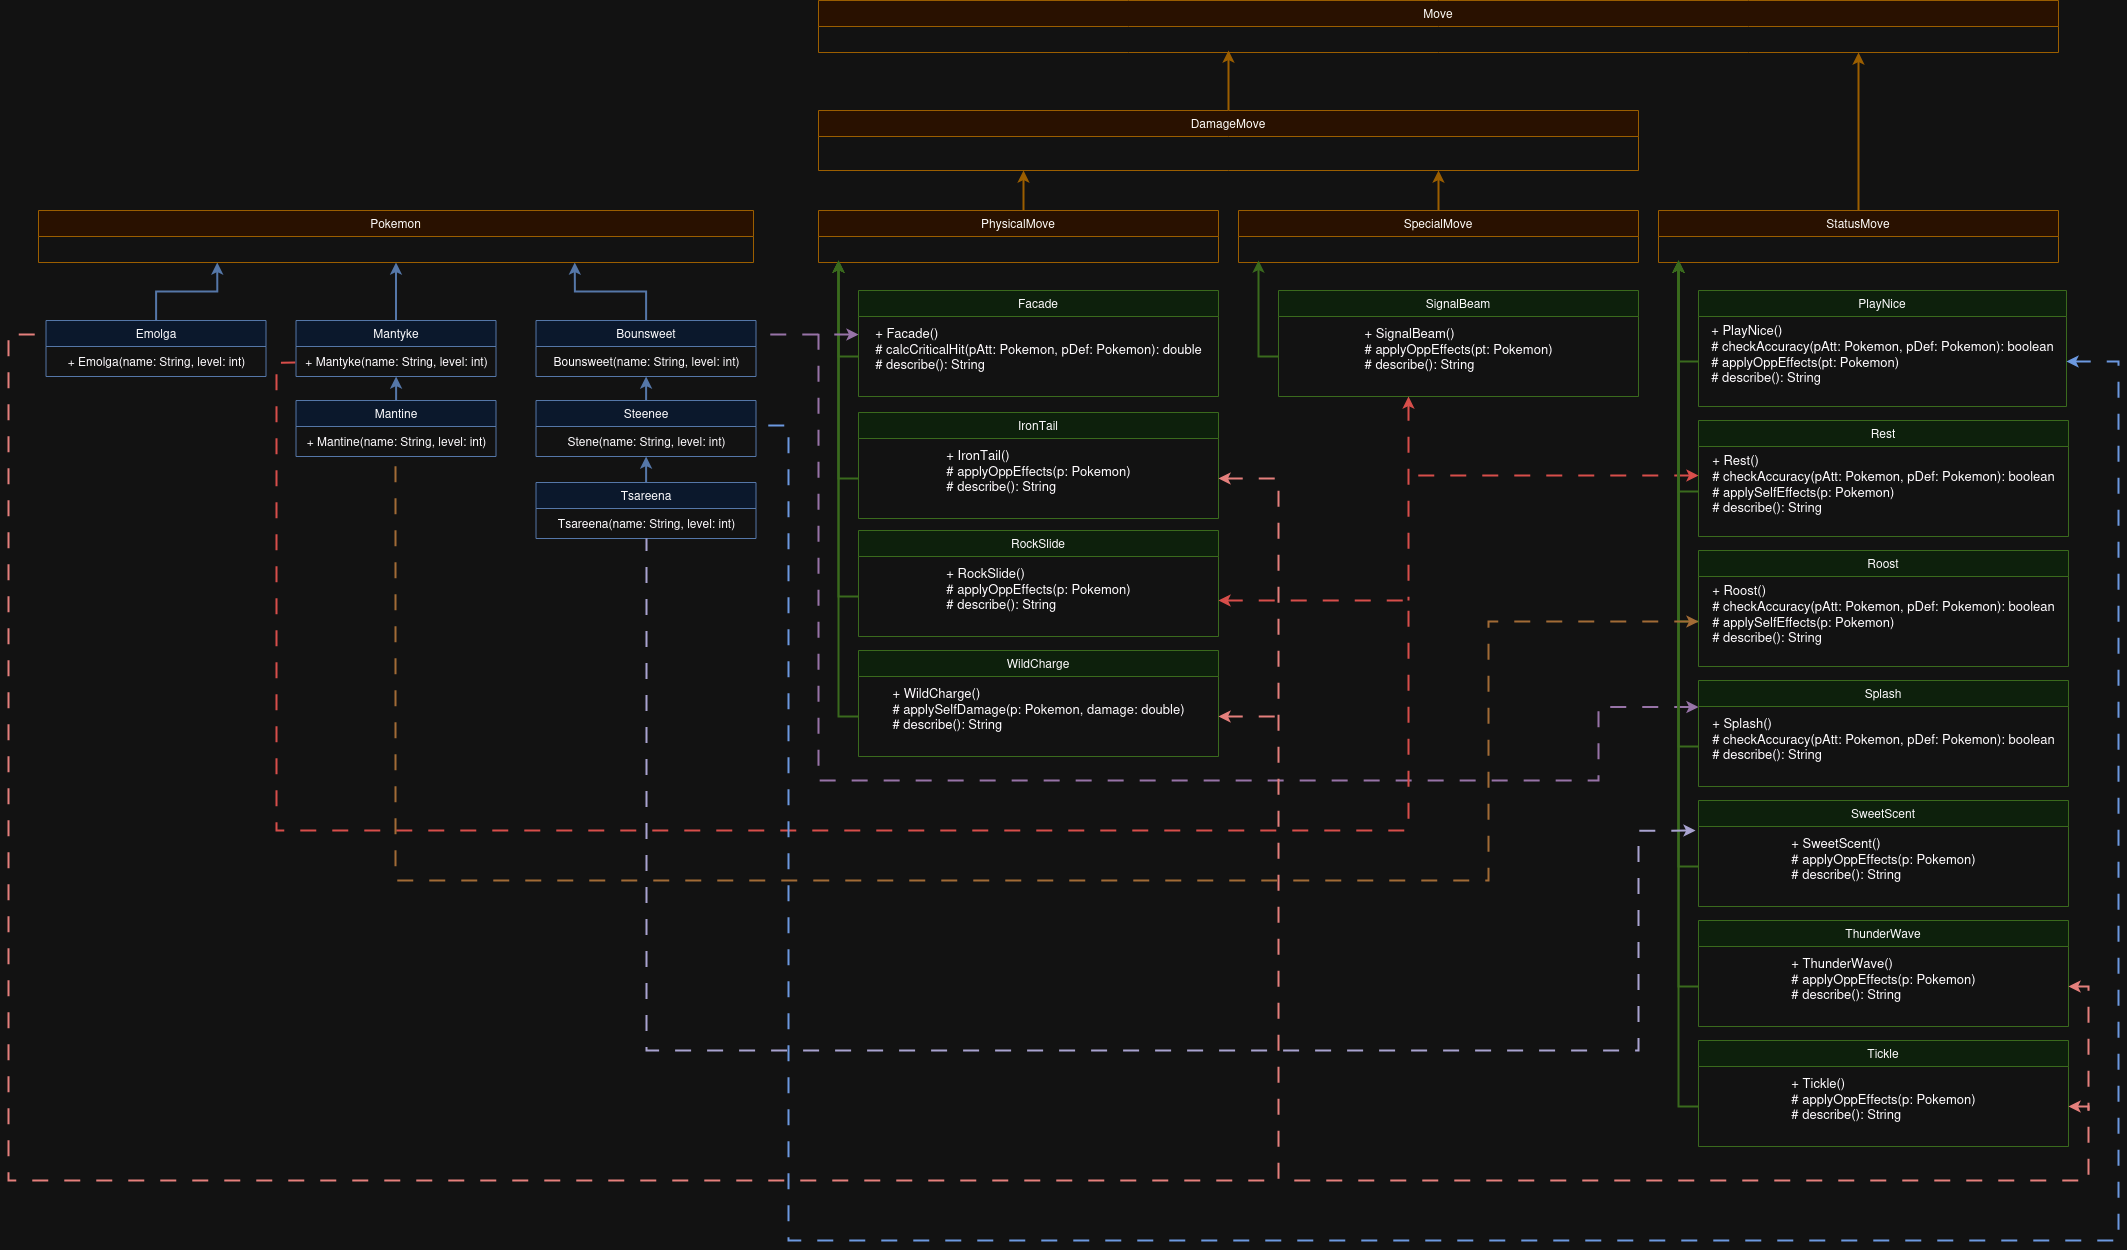 Move
DamageMove
Pokemon
PhysicalMove
SpecialMove
StatusMove
Emolga
+ Emolga(name: String, level: int)
Mantyke
+ Mantyke(name: String, level: int)
Mantine
+ Mantine(name: String, level: int)
Bounsweet
Bounsweet(name: String, level: int)
Steenee
Stene(name: String, level: int)
Tsareena
Tsareena(name: String, level: int)
Facade
+ Facade()
# calcCriticalHit(pAtt: Pokemon, pDef: Pokemon): double
# describe(): String
IronTail
+ IronTail()
# applyOppEffects(p: Pokemon)
# describe(): String
RockSlide
+ RockSlide()
# applyOppEffects(p: Pokemon)
# describe(): String
WildCharge
+ WildCharge()
# applySelfDamage(p: Pokemon, damage: double)
# describe(): String
SignalBeam
+ SignalBeam()
# applyOppEffects(pt: Pokemon)
# describe(): String
PlayNice
+ PlayNice()
# checkAccuracy(pAtt: Pokemon, pDef: Pokemon): boolean
# applyOppEffects(pt: Pokemon)
# describe(): String
Rest
+ Rest()
# checkAccuracy(pAtt: Pokemon, pDef: Pokemon): boolean
# applySelfEffects(p: Pokemon)
# describe(): String
Roost
+ Roost()
# checkAccuracy(pAtt: Pokemon, pDef: Pokemon): boolean
# applySelfEffects(p: Pokemon)
# describe(): String
Splash
+ Splash()
# checkAccuracy(pAtt: Pokemon, pDef: Pokemon): boolean
# describe(): String
SweetScent
+ SweetScent()
# applyOppEffects(p: Pokemon)
# describe(): String
ThunderWave
+ ThunderWave()
# applyOppEffects(p: Pokemon)
# describe(): String
Tickle
+ Tickle()
# applyOppEffects(p: Pokemon)
# describe(): String